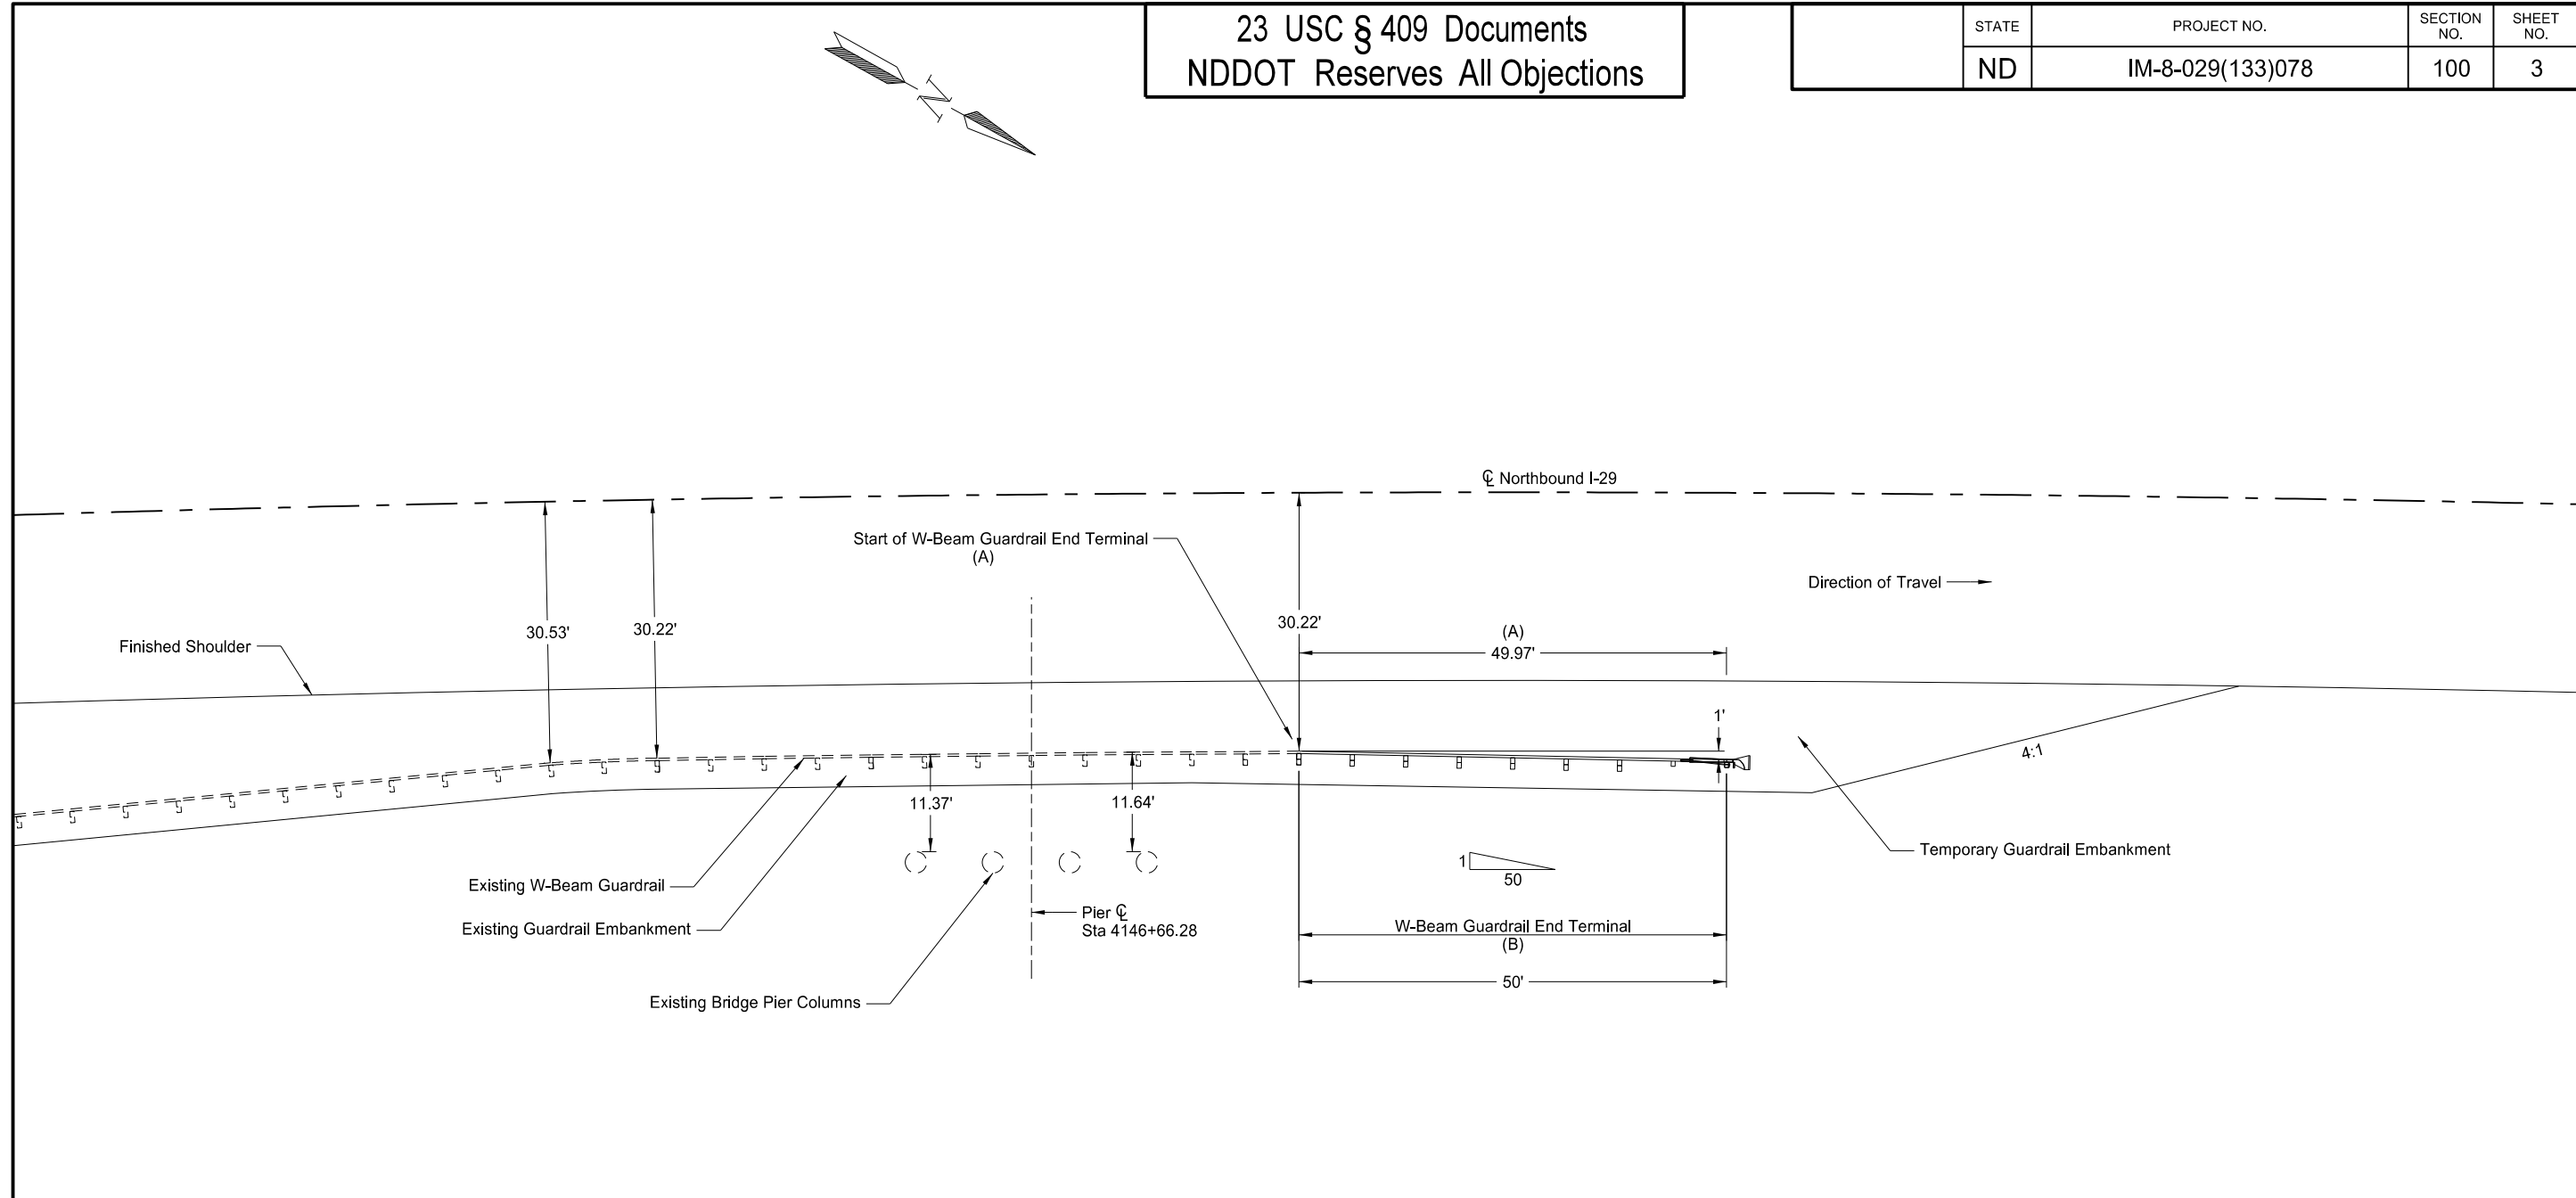 23 USC § 409 Documents
NDDOT Reserves All Objections
STATE
PROJECT NO.
SECTION
NO.
SHEET
NO.
ND
IM-8-029(133)078
100
3
N
℄ Northbound I-29
Start of W-Beam Guardrail End Terminal
(A)
Direction of Travel
30.53'
30.22'
30.22'
(A)
49.97'
Finished Shoulder
1'
4:1
11.37'
11.64'
Temporary Guardrail Embankment
1
50
Existing W-Beam Guardrail
Existing Guardrail Embankment
Pier ℄
Sta 4146+66.28
W-Beam Guardrail End Terminal
(B)
50'
Existing Bridge Pier Columns